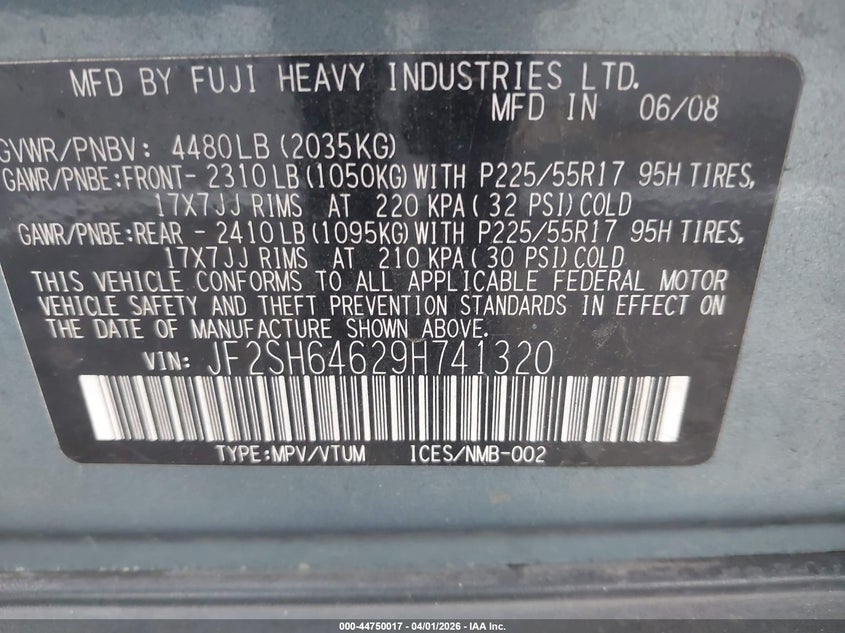 MFD BY FUJI HEAVY INDUSTRIES LTD.
MFD IN 06/08
GVWR/PNBV: 4480LB (2035KG)
GAWR/PNBE:FRONT- 2310LB (1050KG) WITH P225/55R17 95H TIRES,
17X7JJ RIMS AT 220 KPA ( 32 PSI) COLD
GAWR/PNBE:REAR - 2410LB (1095KG) WITH P225/55R17 95H TIRES,
17X7JJ RIMS AT 210 KPA ( 30 PSI) COLD
THIS VEHICLE CONFORMS TO ALL APPLICABLE FEDERAL MOTOR
VEHICLE SAFETY AND THEFT PREVENTION STANDARDS IN EFFECT ON
THE DATE OF MANUFACTURE SHOWN ABOVE.
VIN: JF2SH64629H741320
TYPE:MPV/VTUM ICES/NMB-002
000-44750017 - 04/01/2026 - IAA Inc.